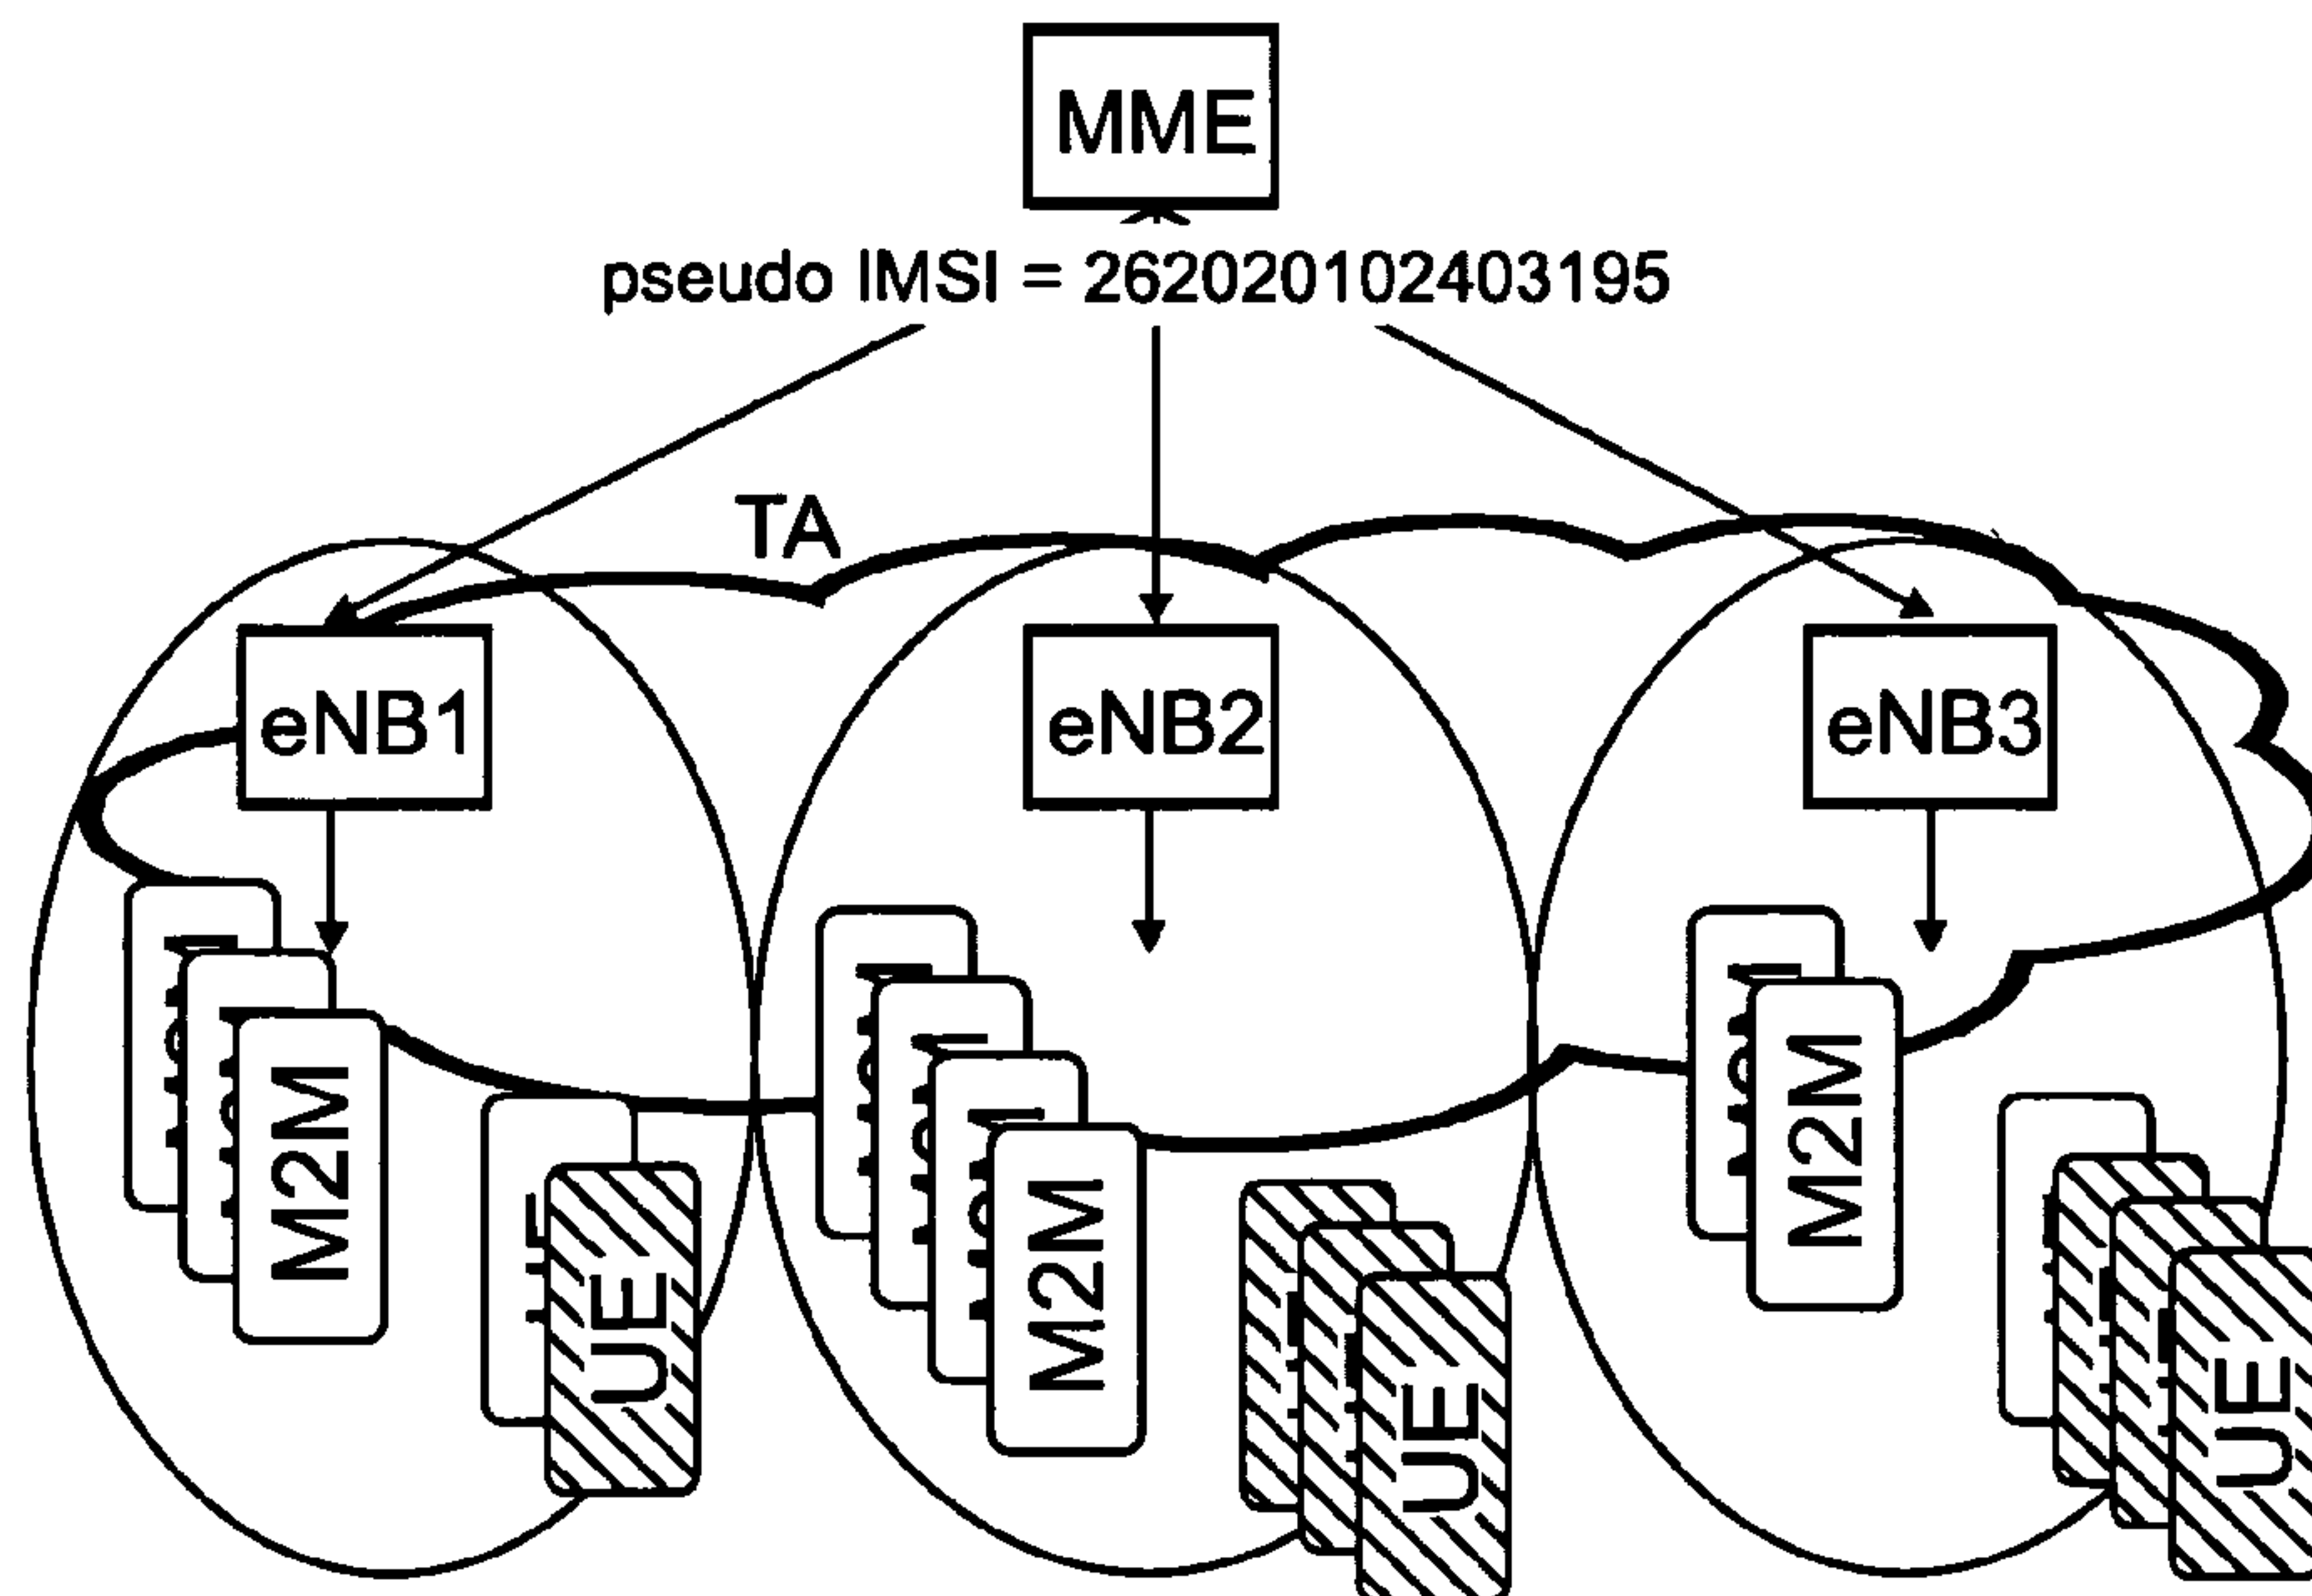 MME
pseudo IMSI = 262020102403195
TA
eNB1
eNB2
eNB3
M2M
M2M
M2M
UE
UE
UE